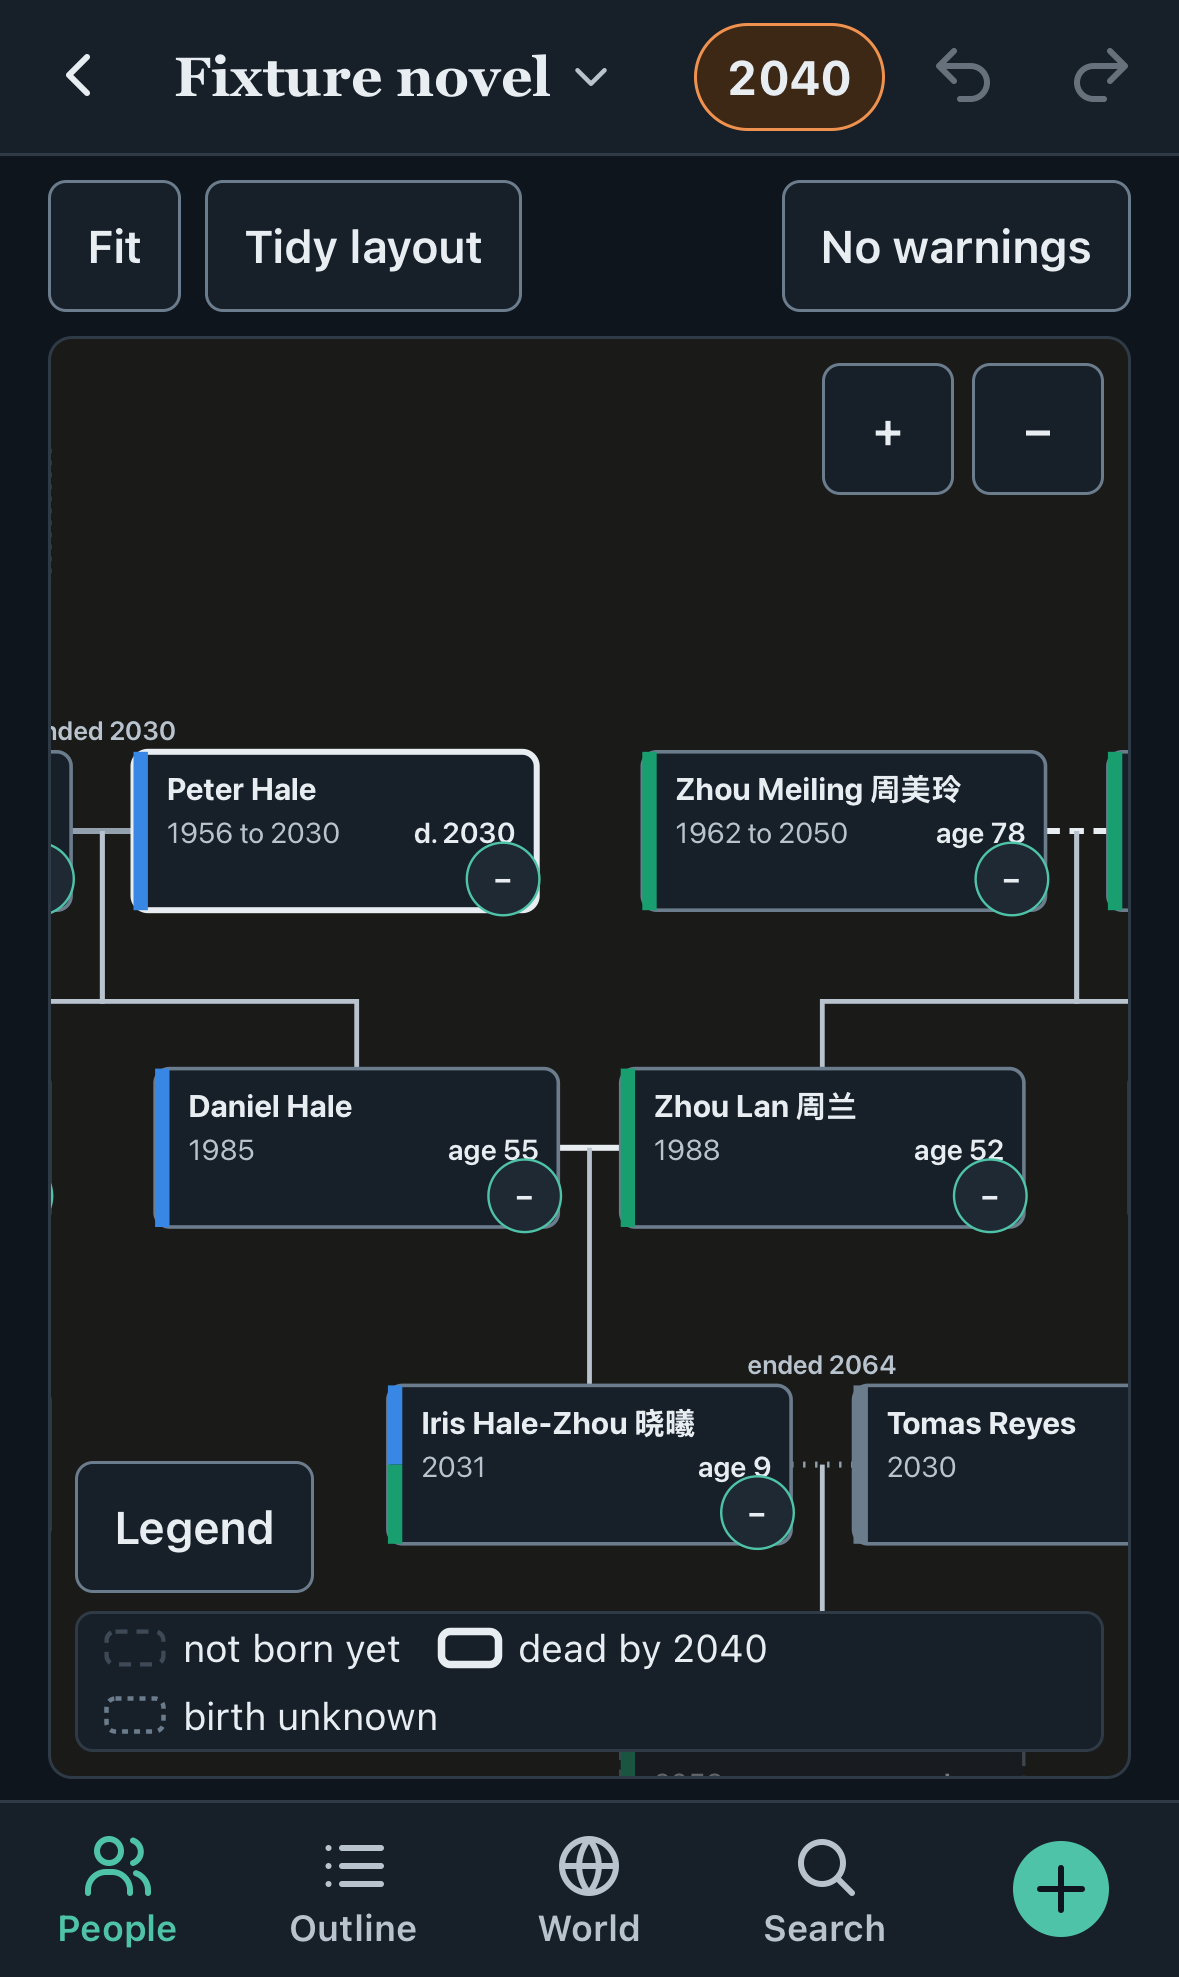 Fixture novel
2040
Fit
Tidy layout
No warnings
+
−
nded 2030
Peter Hale
1956 to 2030
d. 2030
−
Zhou Meiling 周美玲
1962 to 2050
age 78
−
Daniel Hale
1985
age 55
−
Zhou Lan 周兰
1988
age 52
−
ended 2064
Iris Hale-Zhou 晓曦
2031
age 9
−
Tomas Reyes
2030
Legend
not born yet
dead by 2040
birth unknown
People
Outline
World
Search